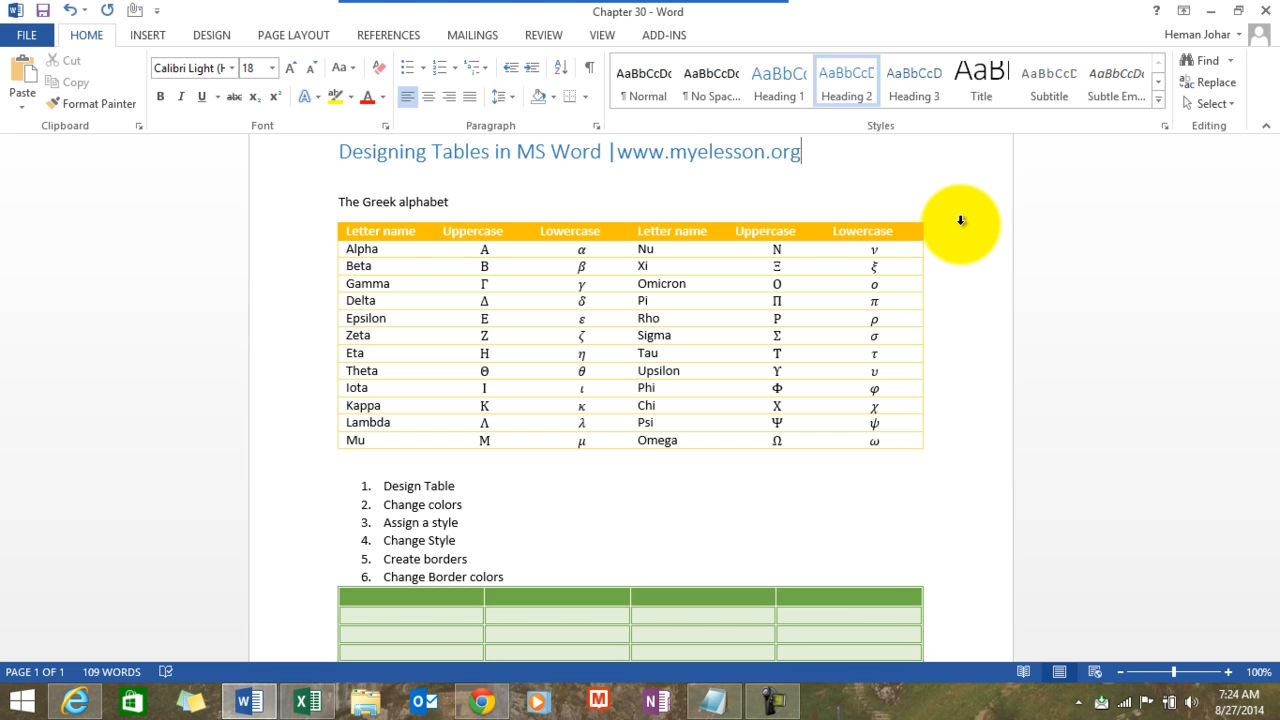 Chapter 30 - Word
?
FILE HOME INSERT DESIGN PAGE LAYOUT REFERENCES MAILINGS REVIEW VIEW ADD-INS Heman Johar
Paste Cut Copy Format Painter
Clipboard
Calibri Light (H 18 Aa
B I U abc x₂ x² A ab A
Font
Paragraph
AaBbCcDc AaBbCcDc AaBbCc AaBbCcD AaBbCcD AaB AaBbCcD AaBbCcDc
¶ Normal ¶ No Spac... Heading 1 Heading 2 Heading 3 Title Subtitle Subtle Em...
Styles
Find
Replace
Select
Editing
Designing Tables in MS Word |www.myelesson.org
The Greek alphabet
Letter name Uppercase Lowercase Letter name Uppercase Lowercase
Alpha Α α Nu Ν ν
Beta Β β Xi Ξ ξ
Gamma Γ γ Omicron Ο ο
Delta Δ δ Pi Π π
Epsilon Ε ε Rho Ρ ρ
Zeta Ζ ζ Sigma Σ σ
Eta Η η Tau Τ τ
Theta Θ θ Upsilon Υ υ
Iota Ι ι Phi Φ φ
Kappa Κ κ Chi Χ χ
Lambda Λ λ Psi Ψ ψ
Mu Μ μ Omega Ω ω
1. Design Table
2. Change colors
3. Assign a style
4. Change Style
5. Create borders
6. Change Border colors
PAGE 1 OF 1 109 WORDS 100%
7:24 AM
8/27/2014